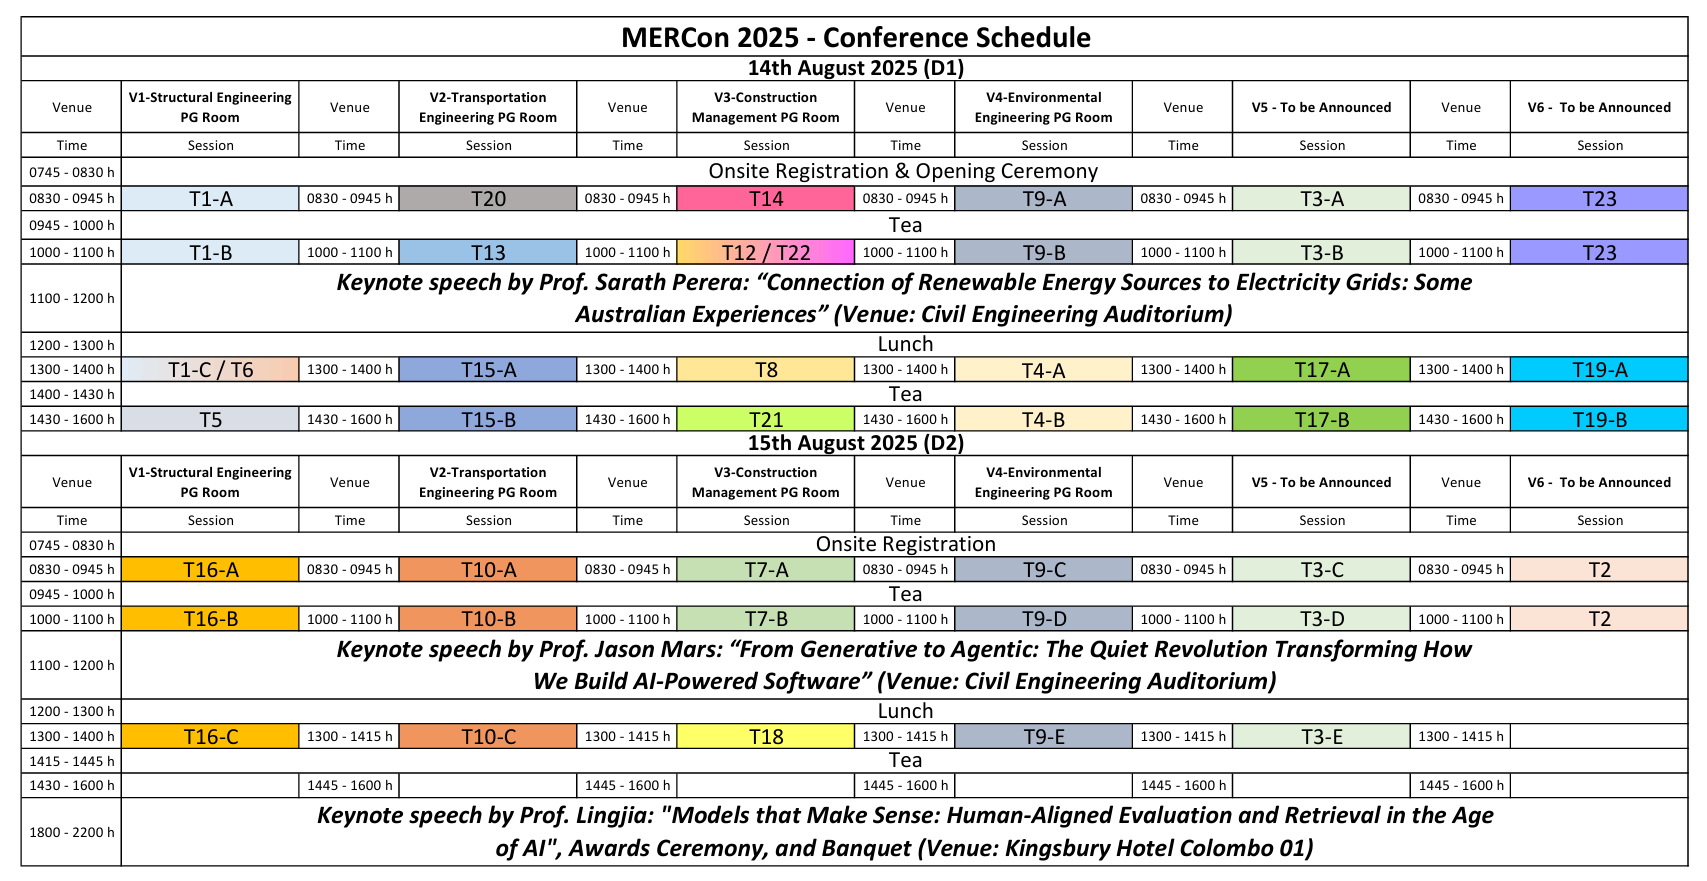 MERCon 2025 - Conference Schedule
14th August 2025 (D1)
Venue V1-Structural Engineering PG Room Venue V2-Transportation Engineering PG Room Venue V3-Construction Management PG Room Venue V4-Environmental Engineering PG Room Venue V5 - To be Announced Venue V6 - To be Announced
Time Session Time Session Time Session Time Session Time Session Time Session
0745 - 0830 h Onsite Registration & Opening Ceremony
0830 - 0945 h T1-A 0830 - 0945 h T20 0830 - 0945 h T14 0830 - 0945 h T9-A 0830 - 0945 h T3-A 0830 - 0945 h T23
0945 - 1000 h Tea
1000 - 1100 h T1-B 1000 - 1100 h T13 1000 - 1100 h T12 / T22 1000 - 1100 h T9-B 1000 - 1100 h T3-B 1000 - 1100 h T23
1100 - 1200 h Keynote speech by Prof. Sarath Perera: “Connection of Renewable Energy Sources to Electricity Grids: Some
Australian Experiences” (Venue: Civil Engineering Auditorium)
1200 - 1300 h Lunch
1300 - 1400 h T1-C / T6 1300 - 1400 h T15-A 1300 - 1400 h T8 1300 - 1400 h T4-A 1300 - 1400 h T17-A 1300 - 1400 h T19-A
1400 - 1430 h Tea
1430 - 1600 h T5 1430 - 1600 h T15-B 1430 - 1600 h T21 1430 - 1600 h T4-B 1430 - 1600 h T17-B 1430 - 1600 h T19-B
15th August 2025 (D2)
Venue V1-Structural Engineering PG Room Venue V2-Transportation Engineering PG Room Venue V3-Construction Management PG Room Venue V4-Environmental Engineering PG Room Venue V5 - To be Announced Venue V6 - To be Announced
Time Session Time Session Time Session Time Session Time Session Time Session
0745 - 0830 h Onsite Registration
0830 - 0945 h T16-A 0830 - 0945 h T10-A 0830 - 0945 h T7-A 0830 - 0945 h T9-C 0830 - 0945 h T3-C 0830 - 0945 h T2
0945 - 1000 h Tea
1000 - 1100 h T16-B 1000 - 1100 h T10-B 1000 - 1100 h T7-B 1000 - 1100 h T9-D 1000 - 1100 h T3-D 1000 - 1100 h T2
1100 - 1200 h Keynote speech by Prof. Jason Mars: “From Generative to Agentic: The Quiet Revolution Transforming How
We Build AI-Powered Software” (Venue: Civil Engineering Auditorium)
1200 - 1300 h Lunch
1300 - 1400 h T16-C 1300 - 1415 h T10-C 1300 - 1415 h T18 1300 - 1415 h T9-E 1300 - 1415 h T3-E 1300 - 1415 h
1415 - 1445 h Tea
1430 - 1600 h 1445 - 1600 h 1445 - 1600 h 1445 - 1600 h 1445 - 1600 h 1445 - 1600 h
1800 - 2200 h Keynote speech by Prof. Lingjia: "Models that Make Sense: Human-Aligned Evaluation and Retrieval in the Age
of AI", Awards Ceremony, and Banquet (Venue: Kingsbury Hotel Colombo 01)